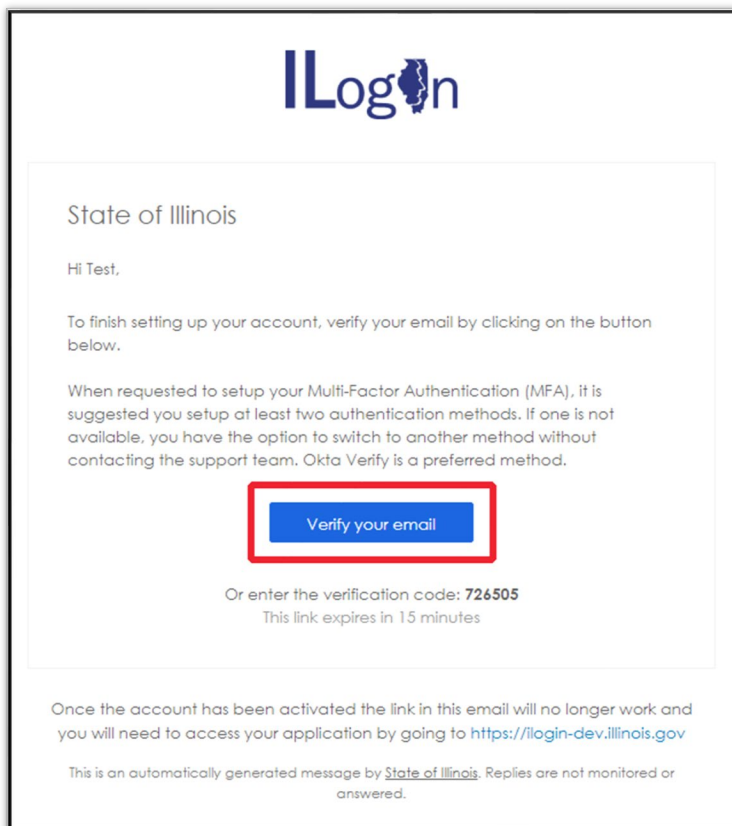 ILogIn
State of Illinois
Hi Test,
To finish setting up your account, verify your email by clicking on the button
below.
When requested to setup your Multi-Factor Authentication (MFA), it is
suggested you setup at least two authentication methods. If one is not
available, you have the option to switch to another method without
contacting the support team. Okta Verify is a preferred method.
Verify your email
Or enter the verification code: 726505
This link expires in 15 minutes
Once the account has been activated the link in this email will no longer work and
you will need to access your application by going to https://ilogin-dev.illinois.gov
This is an automatically generated message by State of Illinois. Replies are not monitored or
answered.